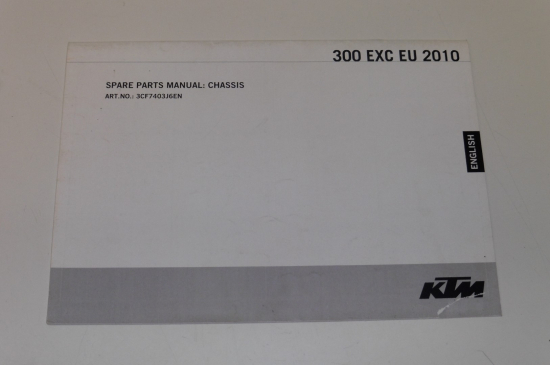 300 EXC EU 2010
SPARE PARTS MANUAL: CHASSIS
ART.NO.: 3CF7403J6EN
ENGLISH
KTM